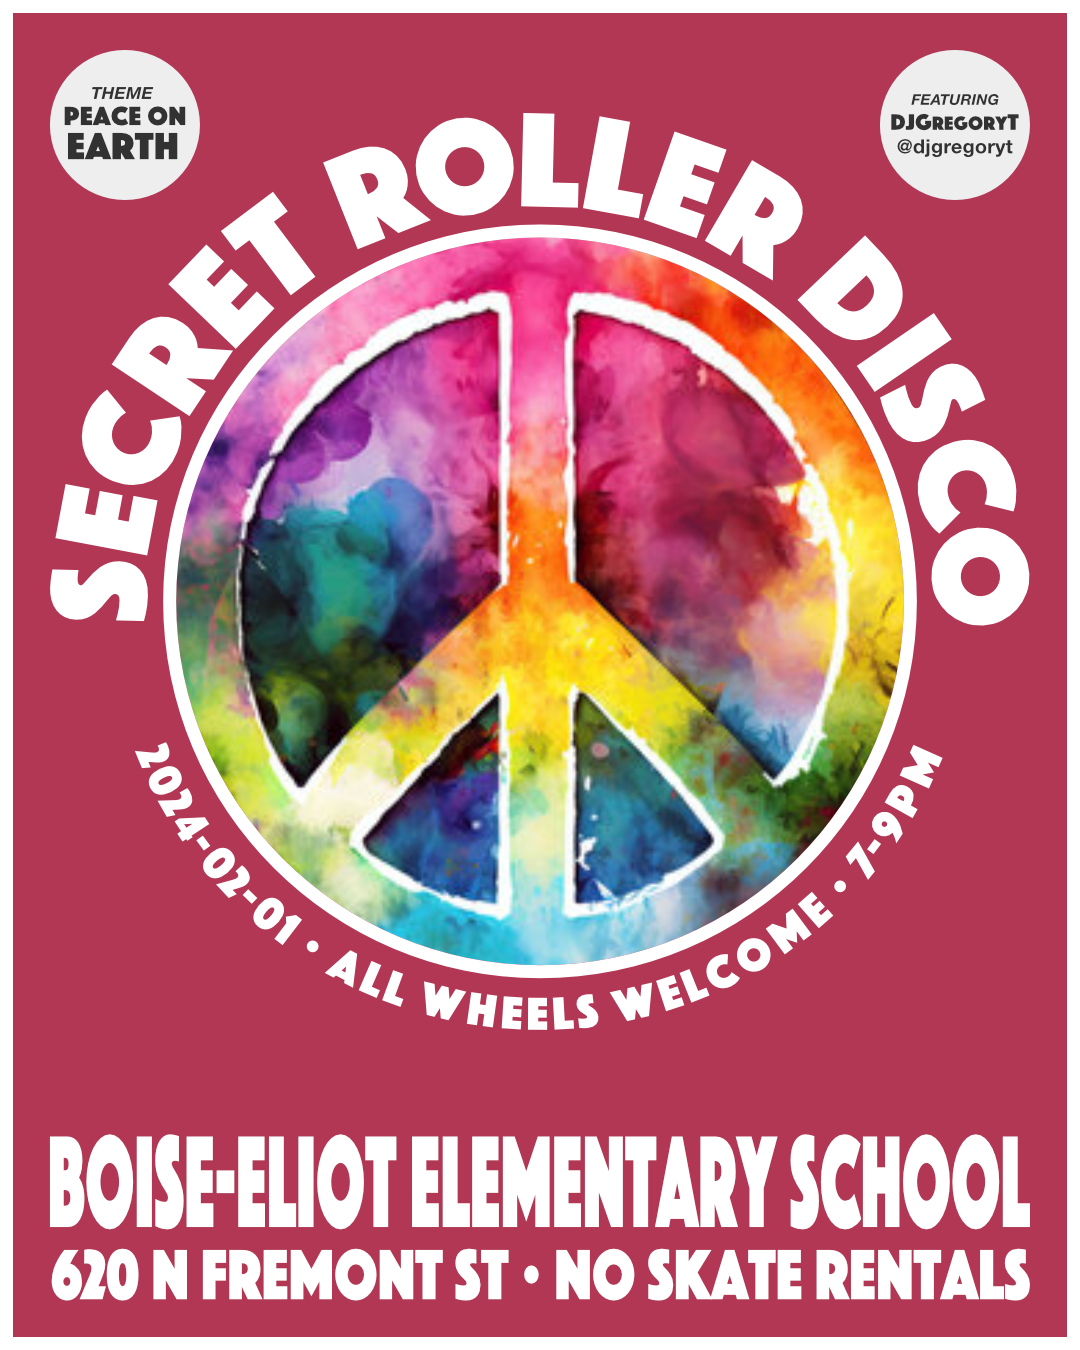 THEME
PEACE ON
EARTH
FEATURING
DJGREGORYT
@djgregoryt
SECRET ROLLER DISCO
2024-02-01 • ALL WHEELS WELCOME • 7-9PM
BOISE-ELIOT ELEMENTARY SCHOOL
620 N FREMONT ST • NO SKATE RENTALS